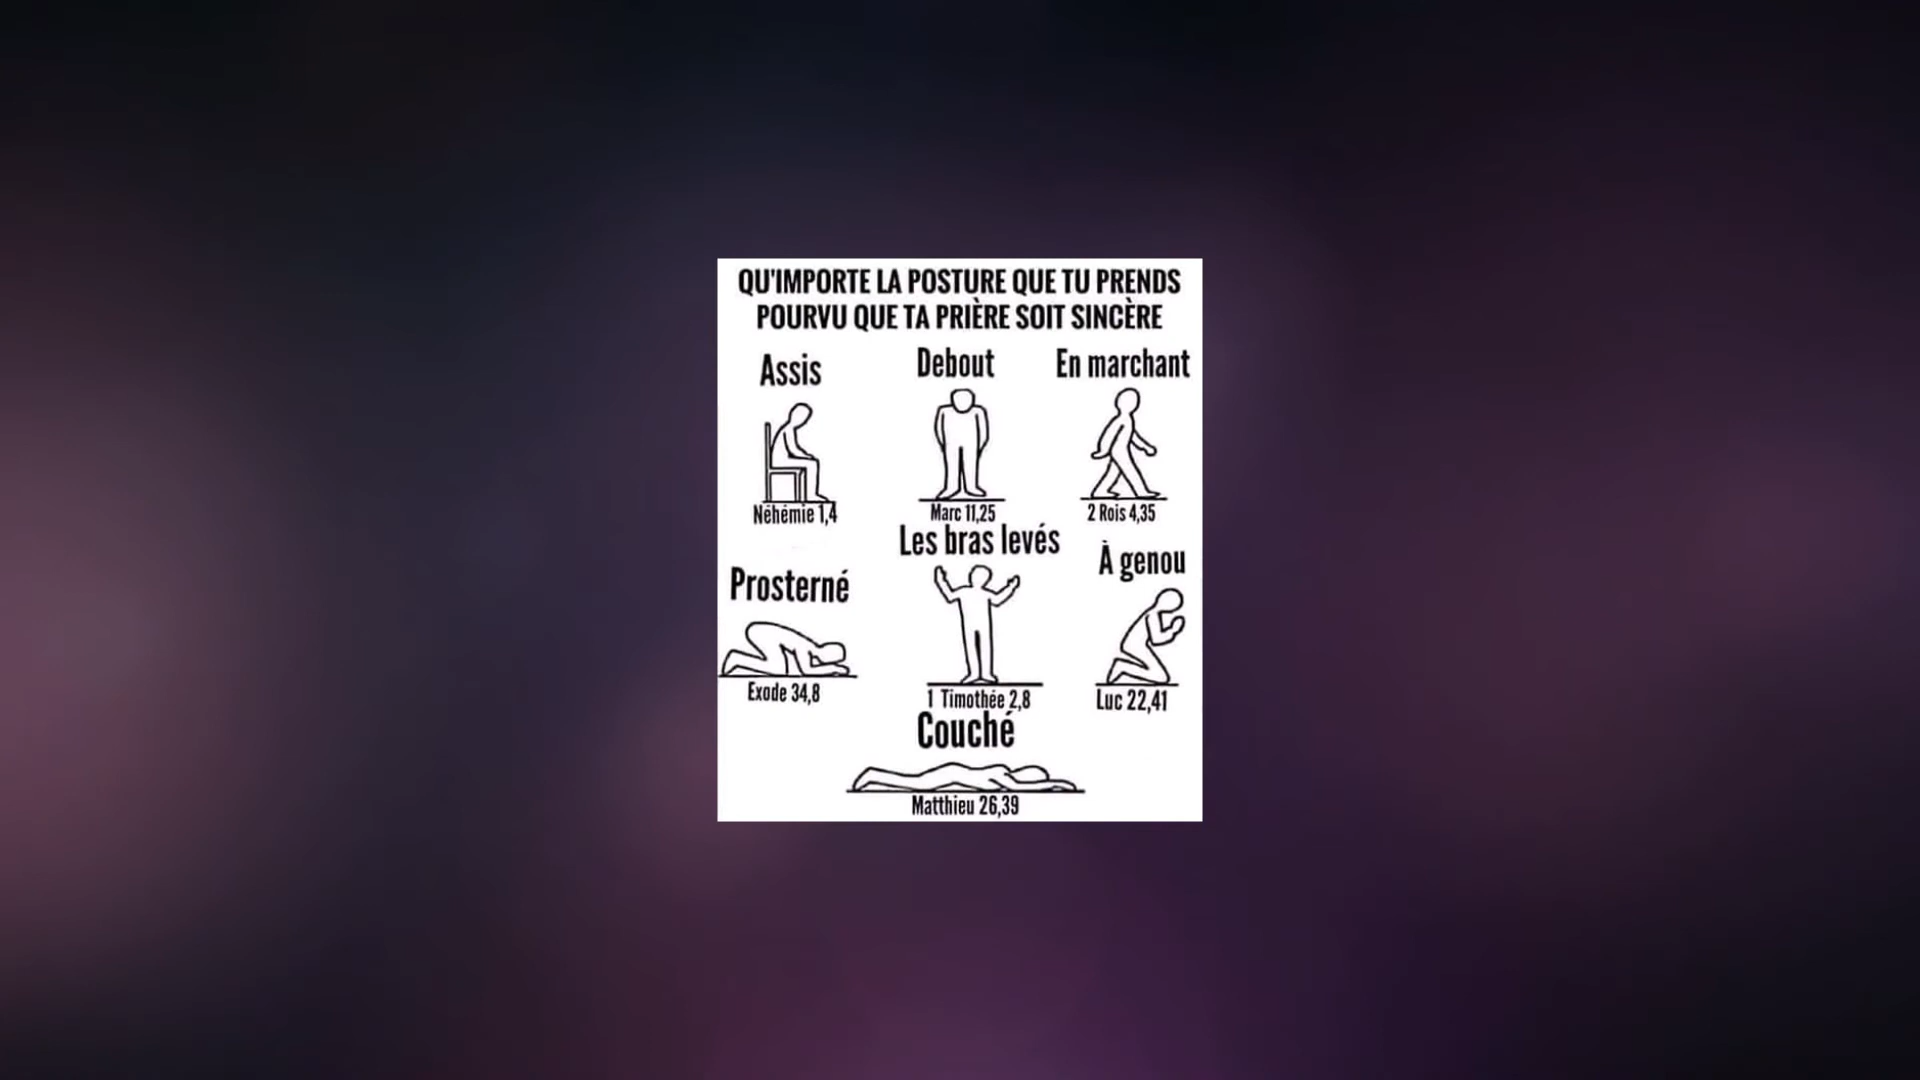 QU'IMPORTE LA POSTURE QUE TU PRENDS
POURVU QUE TA PRIÈRE SOIT SINCÈRE
Assis
Debout
En marchant
Néhémie 1,4
Marc 11,25
2 Rois 4,35
Prosterné
Les bras levés
À genou
Exode 34,8
1 Timothée 2,8
Luc 22,41
Couché
Matthieu 26,39